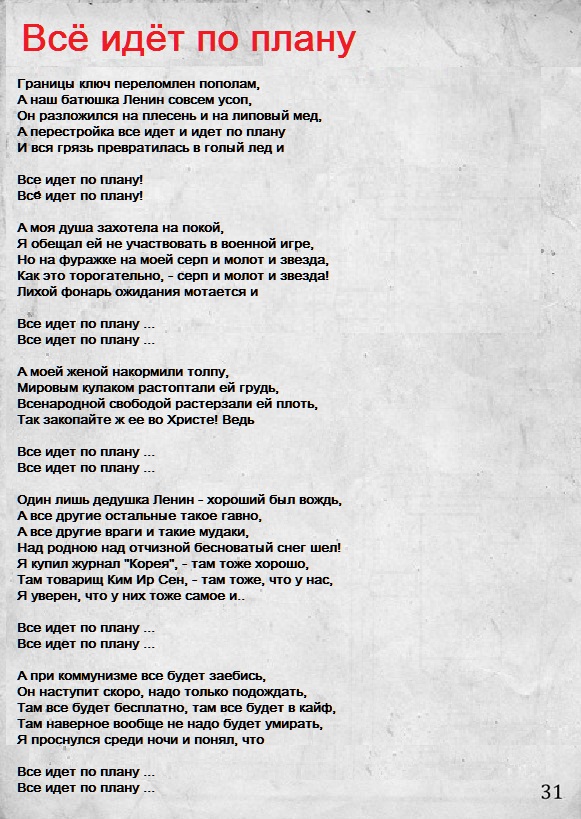 Всё идёт по плану
Границы ключ переломлен пополам,
А наш батюшка Ленин совсем усоп,
Он разложился на плесень и на липовый мед,
А перестройка все идет и идет по плану
И вся грязь превратилась в голый лед и
Все идет по плану!
Всё идет по плану!
А моя душа захотела на покой,
Я обещал ей не участвовать в военной игре,
Но на фуражке на моей серп и молот и звезда,
Как это торогательно, - серп и молот и звезда!
Лихой фонарь ожидания мотается и
Все идет по плану ...
Все идет по плану ...
А моей женой накормили толпу,
Мировым кулаком растоптали ей грудь,
Всенародной свободой растерзали ей плоть,
Так закопайте ж ее во Христе! Ведь
Все идет по плану ...
Все идет по плану ...
Один лишь дедушка Ленин - хороший был вождь,
А все другие остальные такое гавно,
А все другие враги и такие мудаки,
Над родною над отчизной бесноватый снег шел!
Я купил журнал "Корея", - там тоже хорошо,
Там товарищ Ким Ир Сен, - там тоже, что у нас,
Я уверен, что у них тоже самое и..
Все идет по плану ...
Все идет по плану ...
А при коммунизме все будет заебись,
Он наступит скоро, надо только подождать,
Там все будет бесплатно, там все будет в кайф,
Там наверное вообще не надо будет умирать,
Я проснулся среди ночи и понял, что
Все идет по плану ...
Все идет по плану ...
31